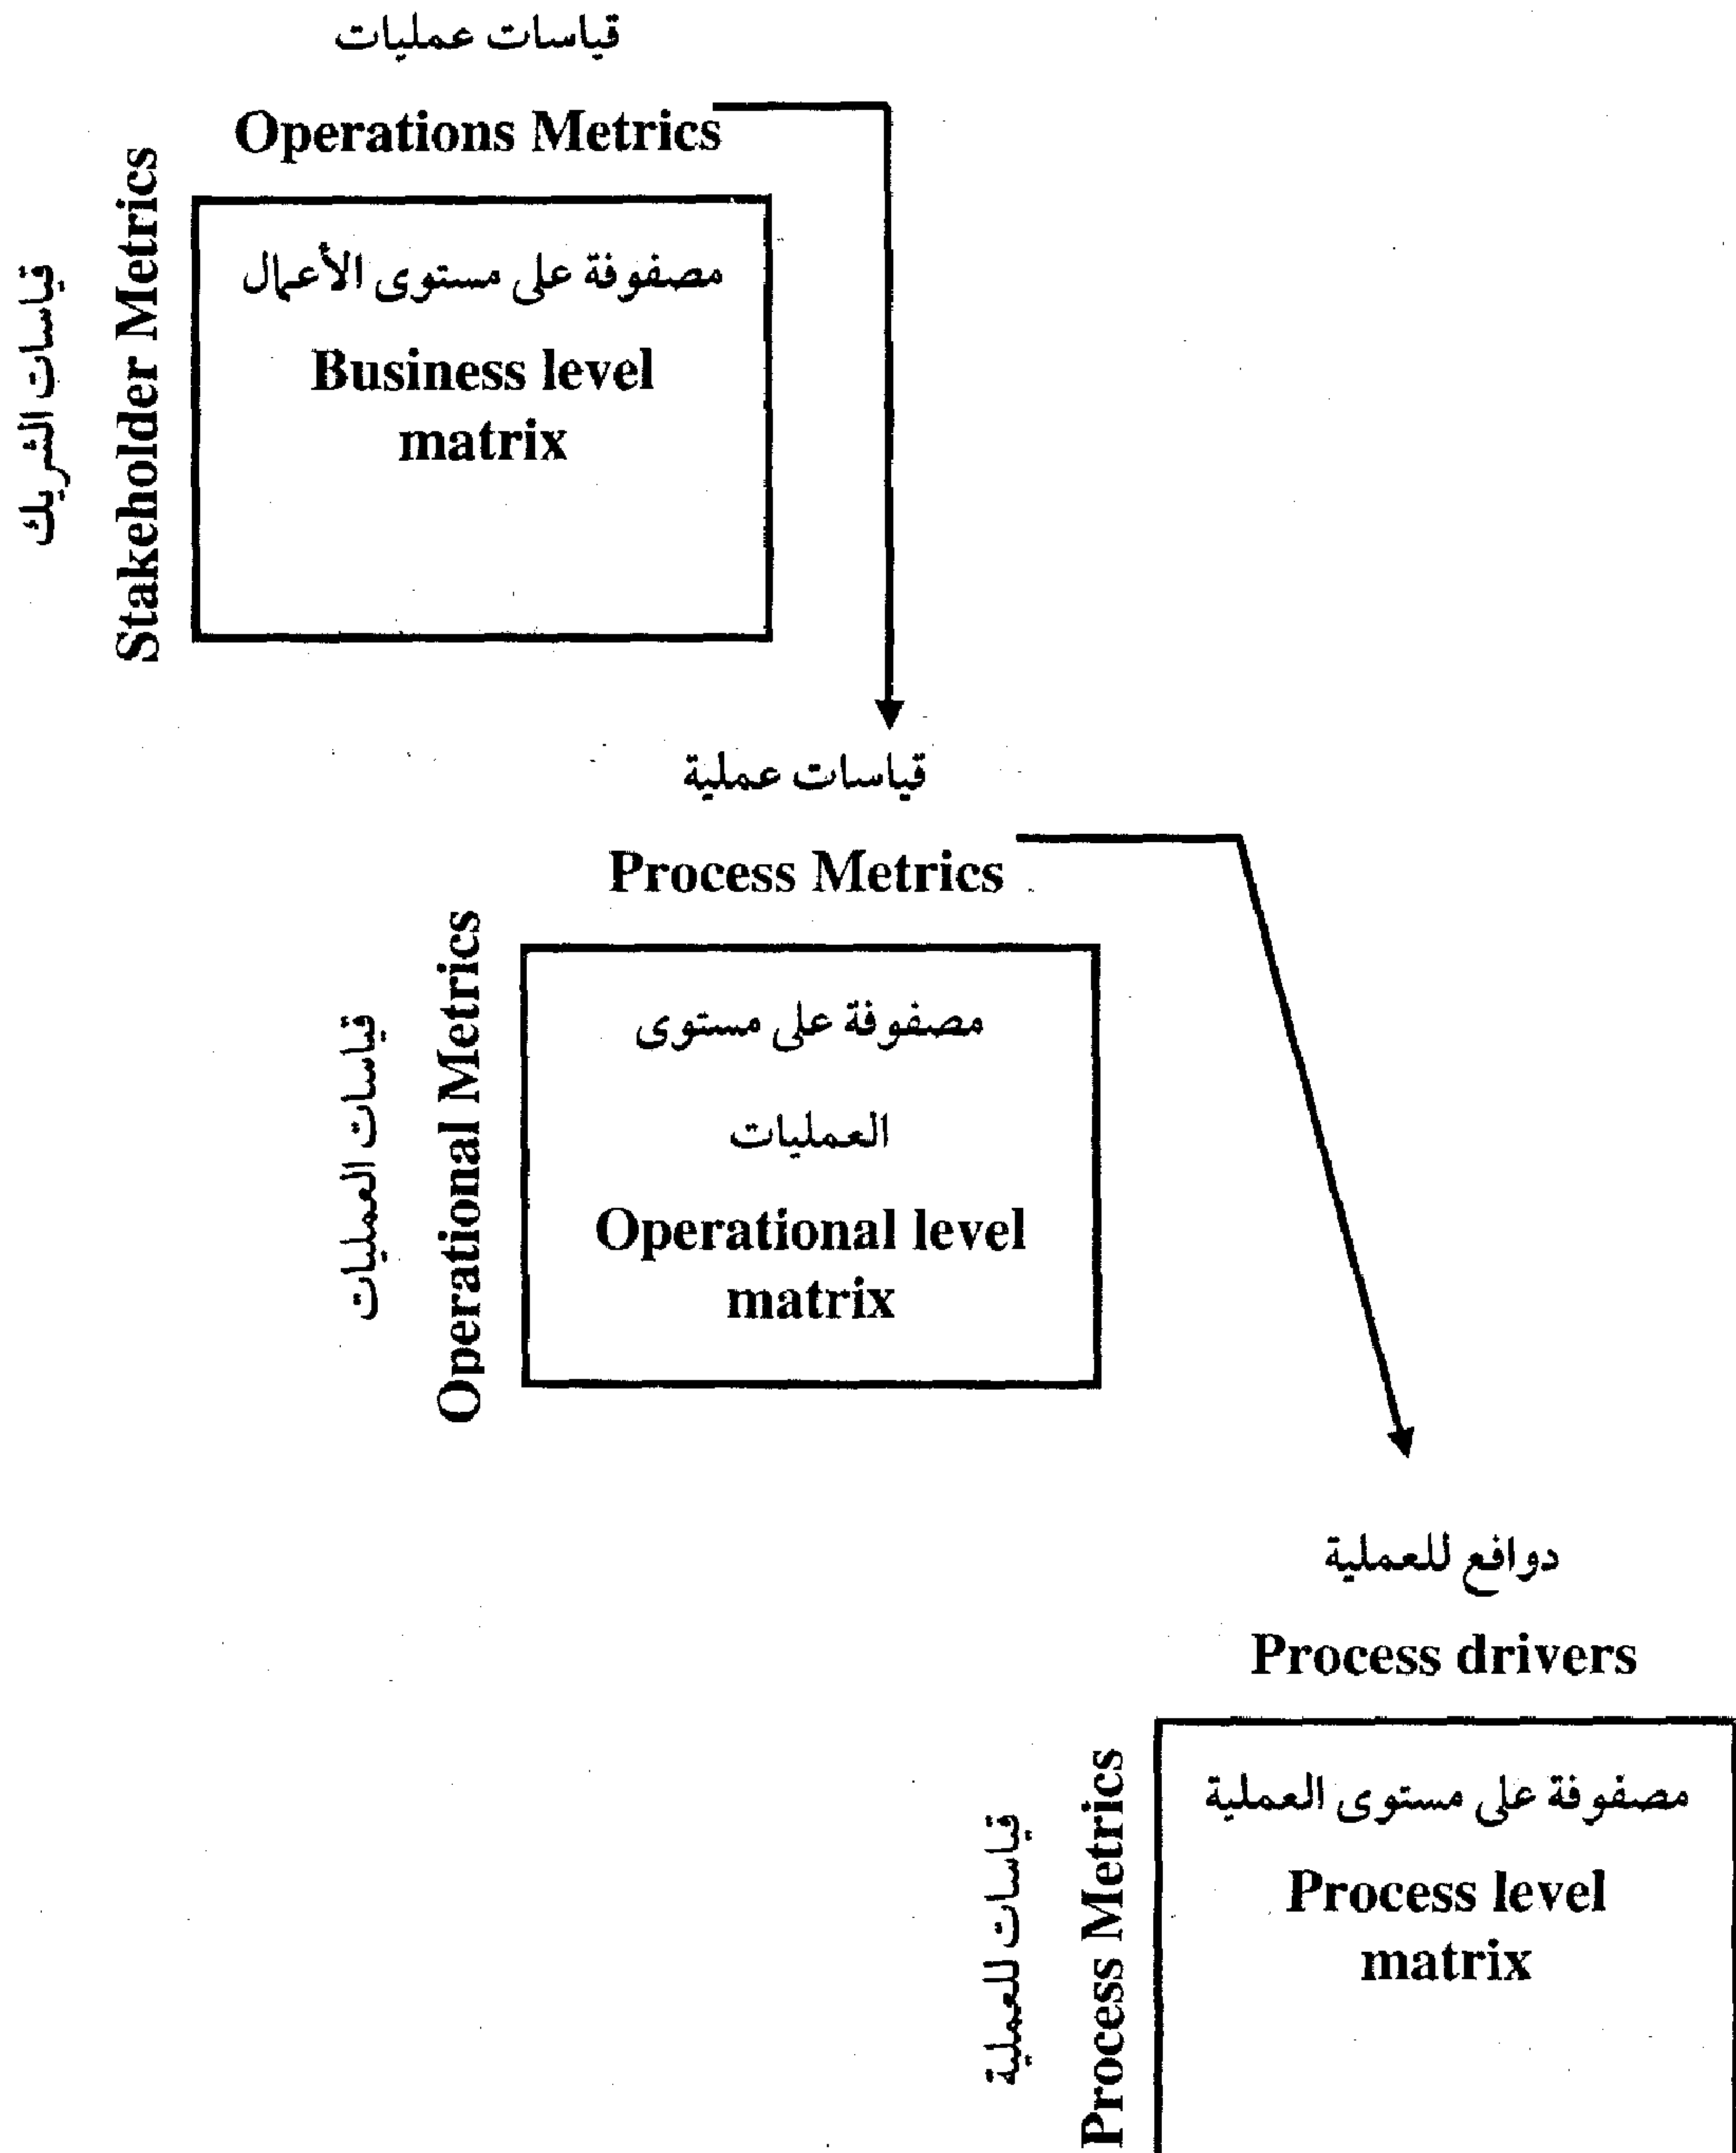 قياسات عمليات
Operations Metrics
قياسات الشريك
Stakeholder Metrics
مصفوفة على مستوى الأعمال
Business level
matrix
قياسات عملية
Process Metrics
قياسات العمليات
Operational Metrics
مصفوفة على مستوى
العمليات
Operational level
matrix
دوافع للعملية
Process drivers
قياسات للعملية
Process Metrics
مصفوفة على مستوى العملية
Process level
matrix